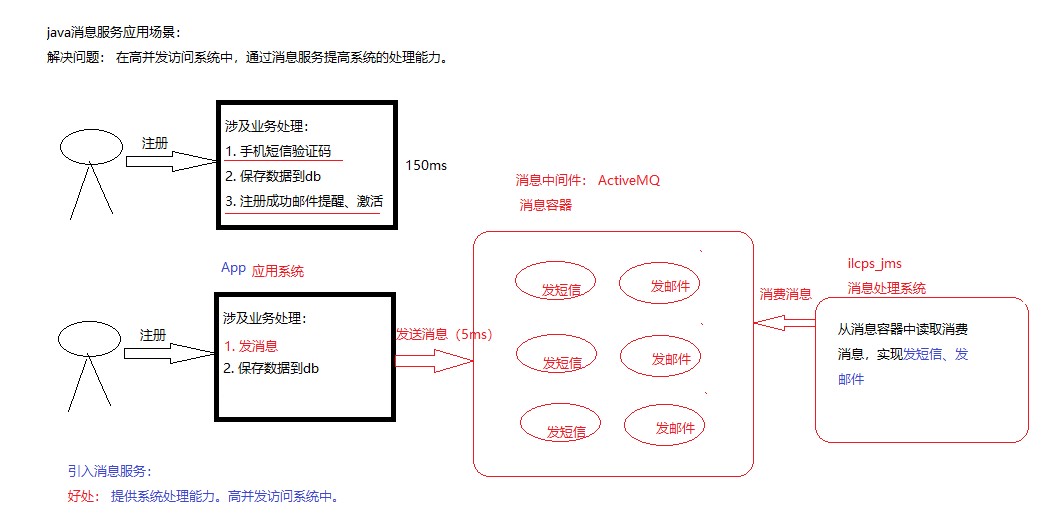 java消息服务应用场景：
解决问题： 在高并发访问系统中，通过消息服务提高系统的处理能力。
注册
涉及业务处理：
1. 手机短信验证码
2. 保存数据到db
3. 注册成功邮件提醒、激活
150ms
消息中间件： ActiveMQ
消息容器
App 应用系统
注册
涉及业务处理：
1. 发消息
2. 保存数据到db
发送消息（5ms）
发短信 发邮件
发短信 发邮件
发短信 发邮件
消费消息
ilcps_jms
消息处理系统
从消息容器中读取消费
消息，实现发短信、发
邮件
引入消息服务：
好处： 提供系统处理能力。高并发访问系统中。